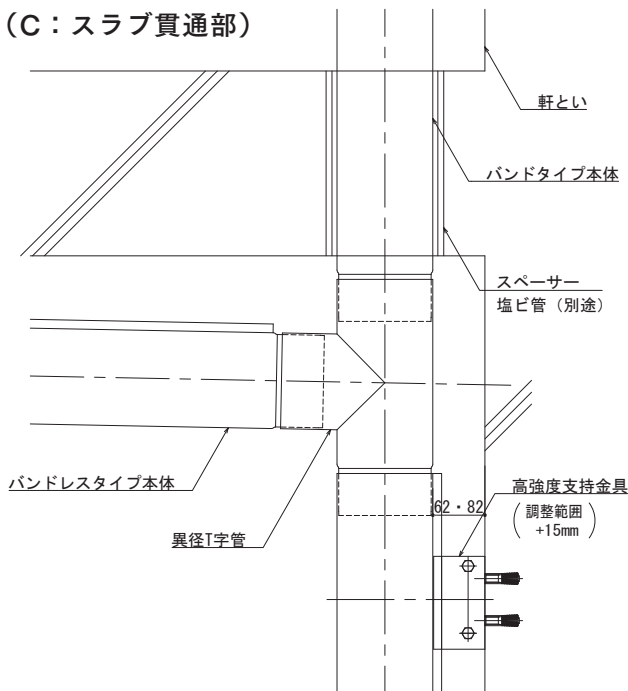 (C：スラブ貫通部)
軒とい
バンドタイプ本体
スペーサー
塩ビ管（別途）
バンドレスタイプ本体
異径T字管
62・82
高強度支持金具
(調整範囲
+15mm)